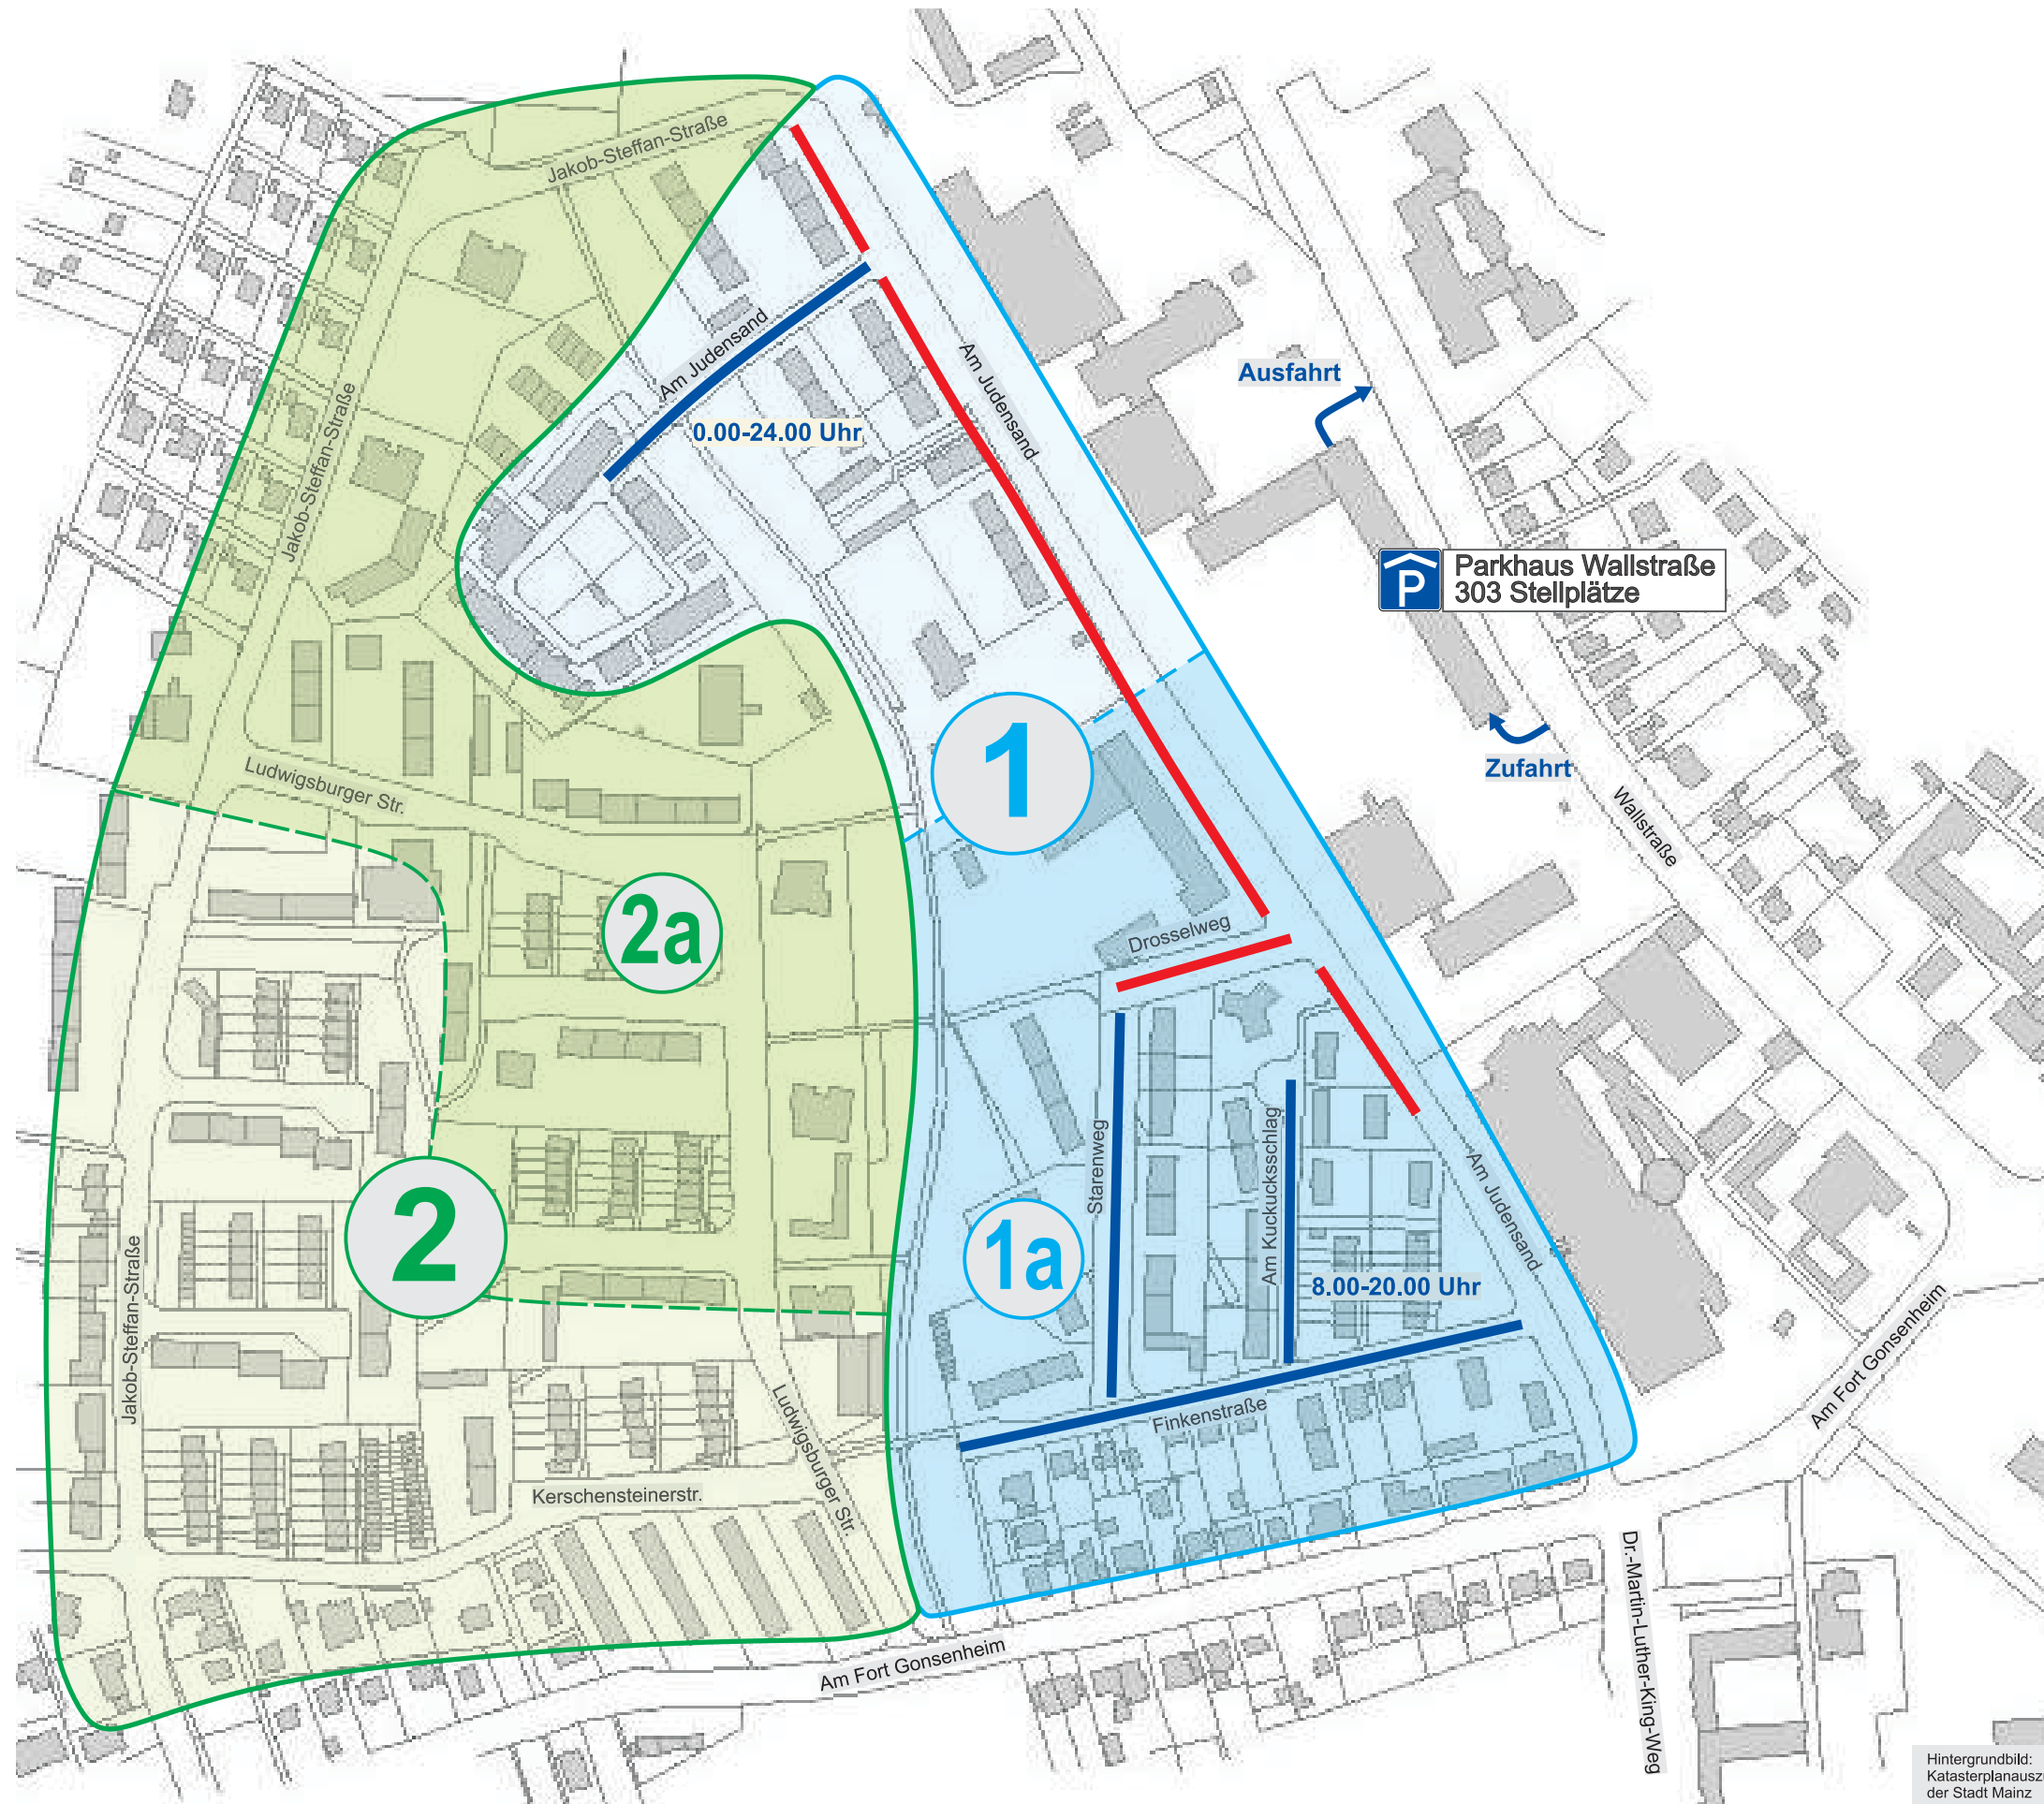 Jakob-Steffan-Straße
Am Judensand
0.00-24.00 Uhr
Am Judensand
Ausfahrt
Jakob-Steffan-Straße
P
Parkhaus Wallstraße
303 Stellplätze
Zufahrt
1
Ludwigsburger Str.
Wallstraße
2a
Drosselweg
Starenweg
Am Kuckucksschlag
Am Judensand
2
1a
8.00-20.00 Uhr
Jakob-Steffan-Straße
Am Fort Gonsenheim
Finkenstraße
Ludwigsburger Str.
Kerschensteinerstr.
Am Fort Gonsenheim
Dr.-Martin-Luther-King-Weg
Hintergrundbild:
Katasterplanauszu
der Stadt Mainz